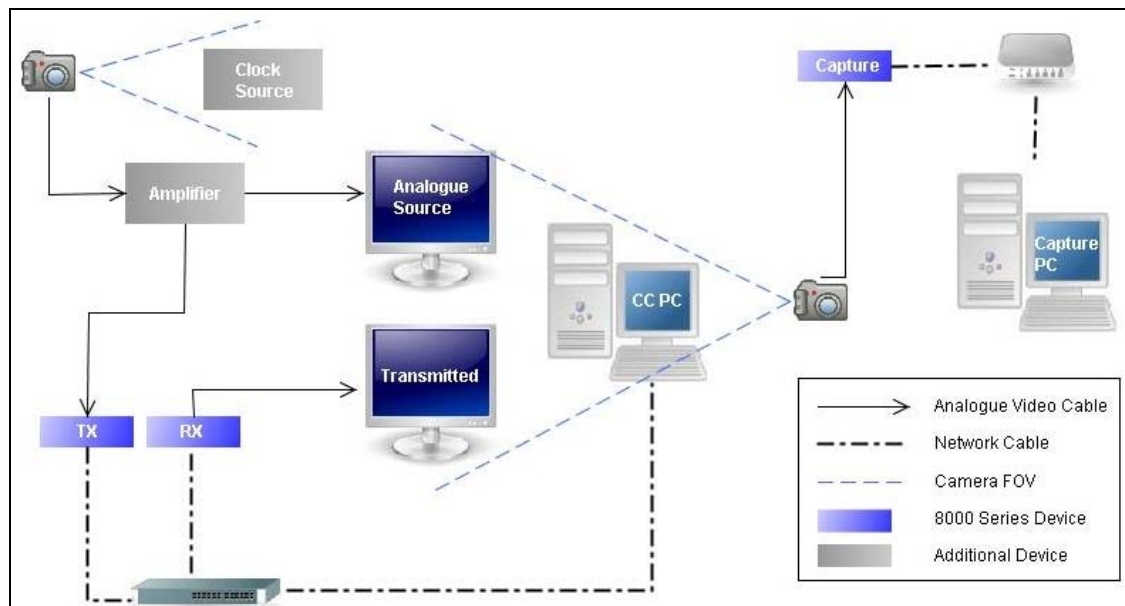 Clock
Source
Capture
Amplifier
Analogue
Source
CC PC
Capture
PC
Transmitted
TX
RX
Analogue Video Cable
Network Cable
Camera FOV
8000 Series Device
Additional Device